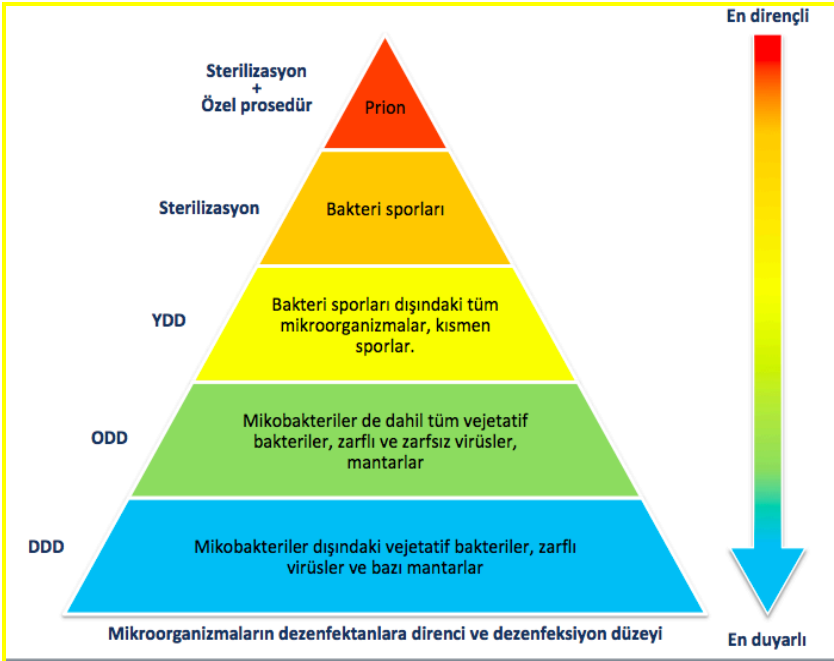 En dirençli
Sterilizasyon
+
Özel prosedür
Prion
Sterilizasyon
Bakteri sporları
YDD
Bakteri sporları dışındaki tüm
mikroorganizmalar, kısmen
sporlar.
ODD
Mikobakteriler de dahil tüm vejetatif
bakteriler, zarflı ve zarfsız virüsler,
mantarlar
DDD
Mikobakteriler dışındaki vejetatif bakteriler, zarflı
virüsler ve bazı mantarlar
Mikroorganizmaların dezenfektanlara direnci ve dezenfeksiyon düzeyi
En duyarlı